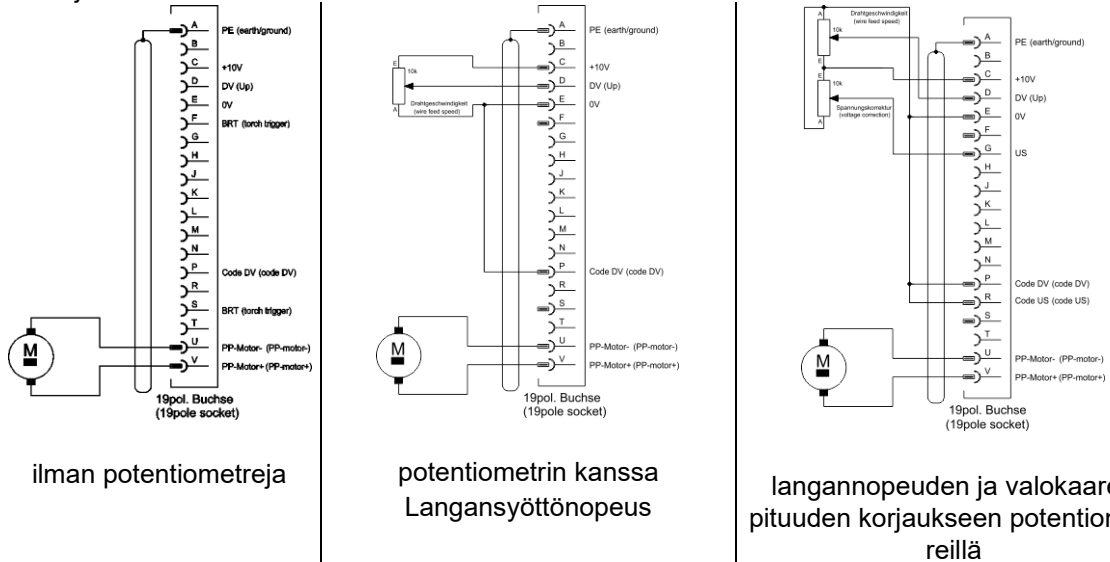 A PE (earth/ground)
B
C +10V
D DV (Up)
E 0V
F BRT (torch trigger)
G
H
J
K
L
M
N
P Code DV (code DV)
R
S BRT (torch trigger)
T
U PP-Motor- (PP-motor-)
V PP-Motor+ (PP-motor+)
M
19pol. Buchse
(19pole socket)
ilman potentiometreja
A PE (earth/ground)
B
E C +10V
10k
D DV (Up)
Drahtgeschwindigkeit
(wire feed speed)
A E 0V
F
G
H
J
K
L
M
N
P Code DV (code DV)
R
S
T
U PP-Motor- (PP-motor-)
V PP-Motor+ (PP-motor+)
M
19pol. Buchse
(19pole socket)
potentiometrin kanssa
Langansyöttönopeus
A
Drahtgeschwindigkeit
(wire feed speed)
10k
E
A PE (earth/ground)
B
E
C +10V
10k
D DV (Up)
Spannungskorrektur
(voltage correction)
A
E 0V
F
G US
H
J
K
L
M
N
P Code DV (code DV)
R Code US (code US)
S
T
U PP-Motor- (PP-motor-)
V PP-Motor+ (PP-motor+)
M
19pol. Buchse
(19pole socket)
langannopeuden ja
pituuden korjaukseen
reillä